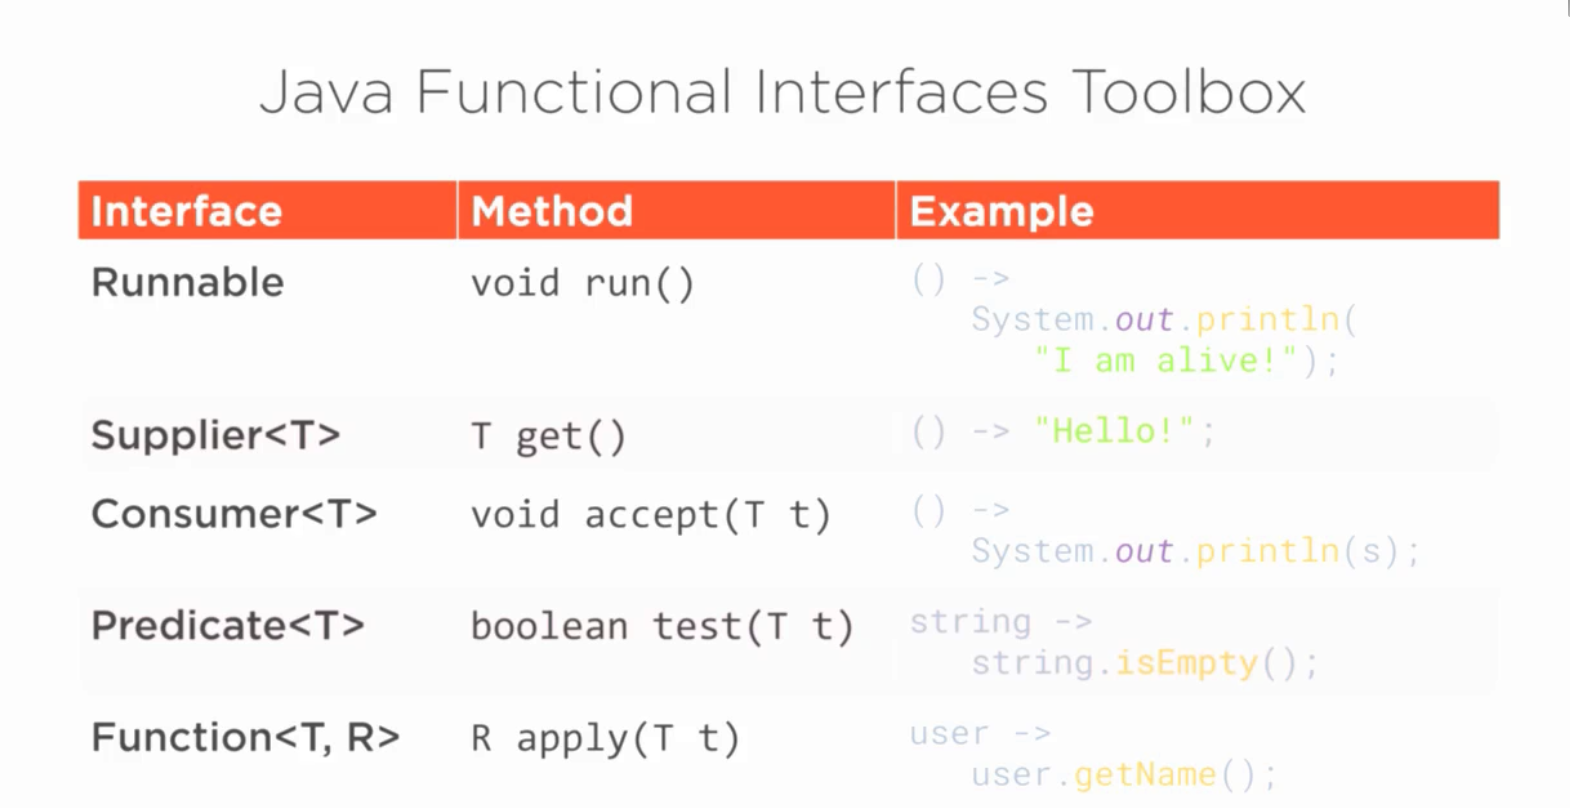 Java Functional Interfaces Toolbox
Interface Method Example
Runnable void run() () ->
System.out.println(
"I am alive!");
Supplier<T> T get() () -> "Hello!";
Consumer<T> void accept(T t) () ->
System.out.println(s);
Predicate<T> boolean test(T t) string ->
string.isEmpty();
Function<T, R> R apply(T t) user ->
user.getName();